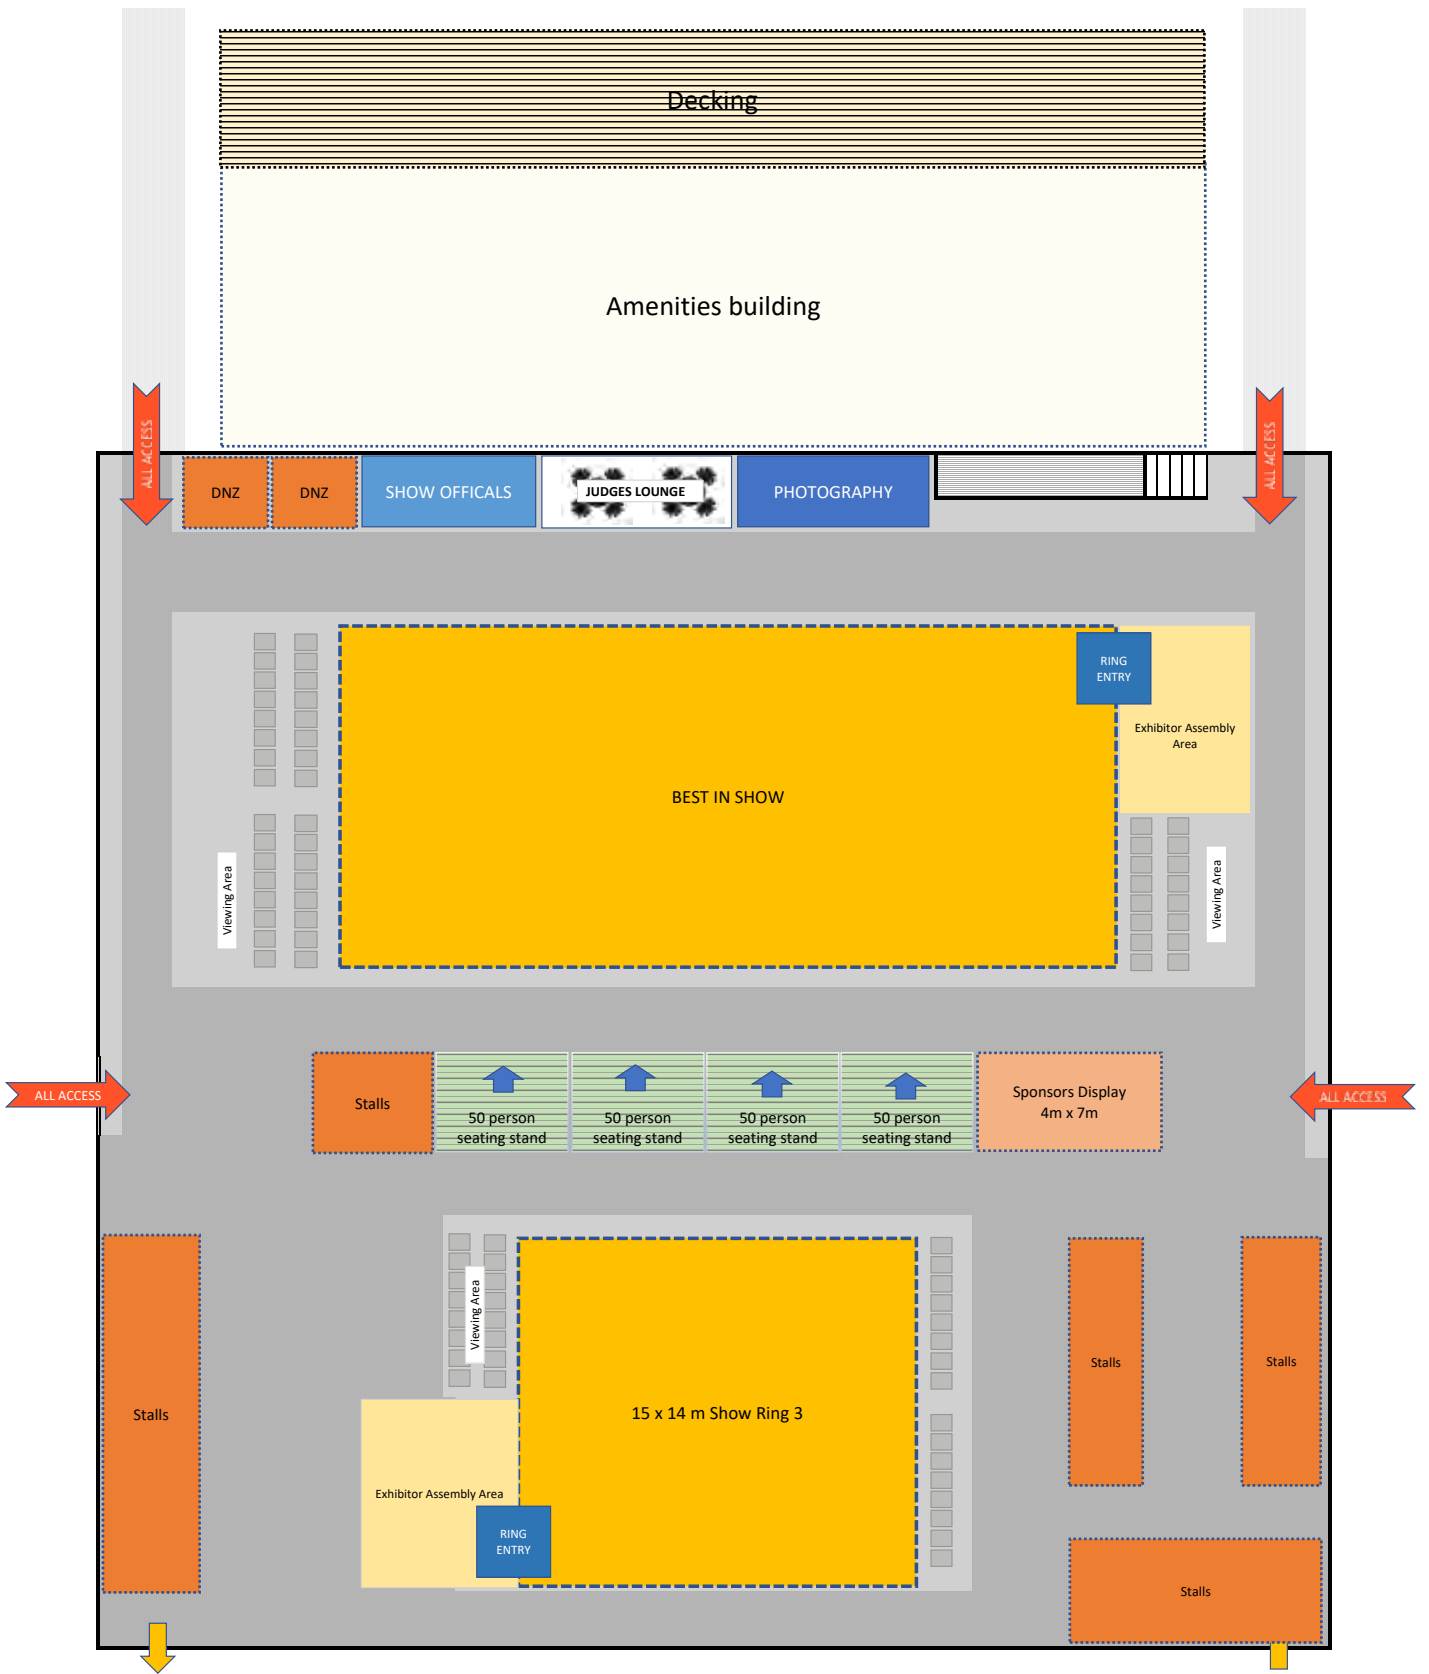 Decking
Amenities building
ALL ACCESS
ALL ACCESS
DNZ
DNZ
SHOW OFFICALS
JUDGES LOUNGE
PHOTOGRAPHY
RING
ENTRY
Exhibitor Assembly
Area
BEST IN SHOW
Viewing Area
Viewing Area
ALL ACCESS
Stalls
50 person
seating stand
50 person
seating stand
50 person
seating stand
50 person
seating stand
Sponsors Display
4m x 7m
ALL ACCESS
Viewing Area
Stalls
15 x 14 m Show Ring 3
Stalls
Stalls
Exhibitor Assembly Area
RING
ENTRY
Stalls